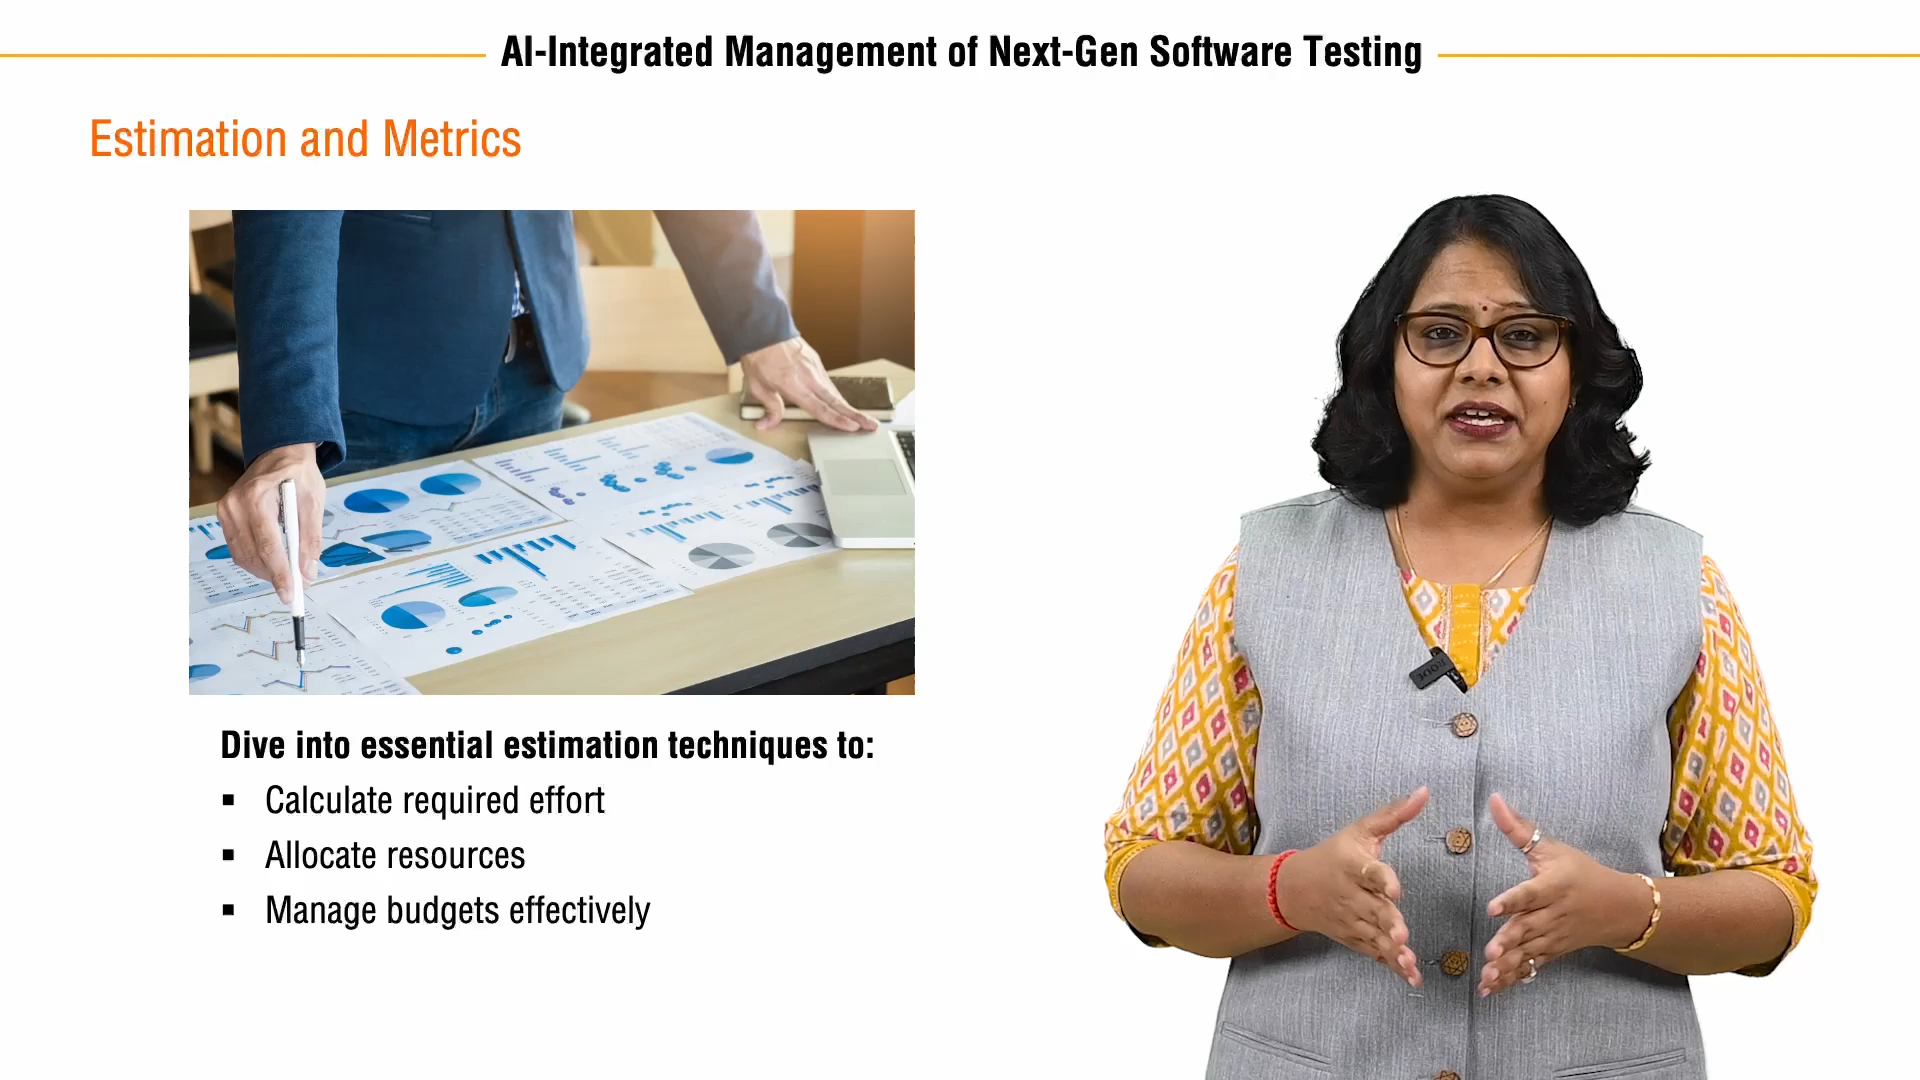 AI-Integrated Management of Next-Gen Software Testing
Estimation and Metrics
Dive into essential estimation techniques to:
▪ Calculate required effort
▪ Allocate resources
▪ Manage budgets effectively
RODE